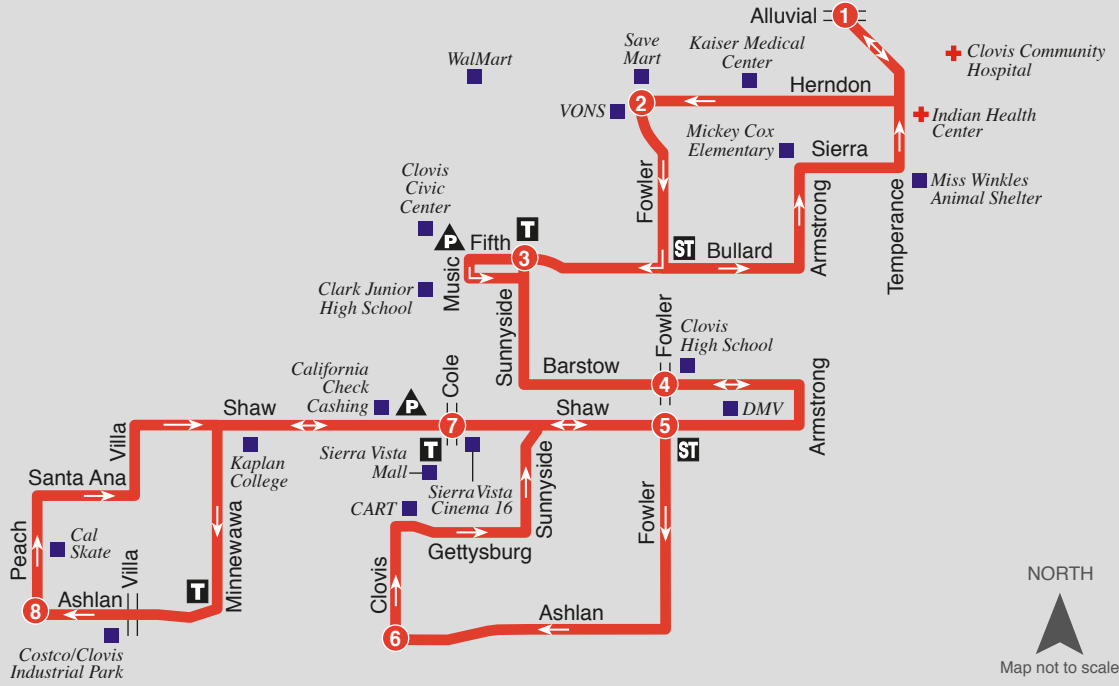 Alluvial
1
Clovis Community
Hospital
WalMart
Save
Mart
Kaiser Medical
Center
Herndon
2
VONS
Indian Health
Center
Mickey Cox
Elementary
Sierra
Miss Winkles
Animal Shelter
Temperance
Armstrong
Fowler
Clovis
Civic
Center
P
Fifth
T
3
ST
Bullard
Music
Clark Junior
High School
Sunnyside
Barstow
Fowler
4
Clovis
High School
DMV
Armstrong
California
Check
Cashing
P
Cole
Shaw
7
Shaw
5
ST
Villa
Kaplan
College
T
Sierra Vista
Mall
SierraVista
Cinema 16
Sunnyside
Santa Ana
CART
Gettysburg
Fowler
Peach
Cal
Skate
Villa
Minnewawa
T
Clovis
Ashlan
8
Ashlan
6
Costco/Clovis
Industrial Park
NORTH
Map not to scale